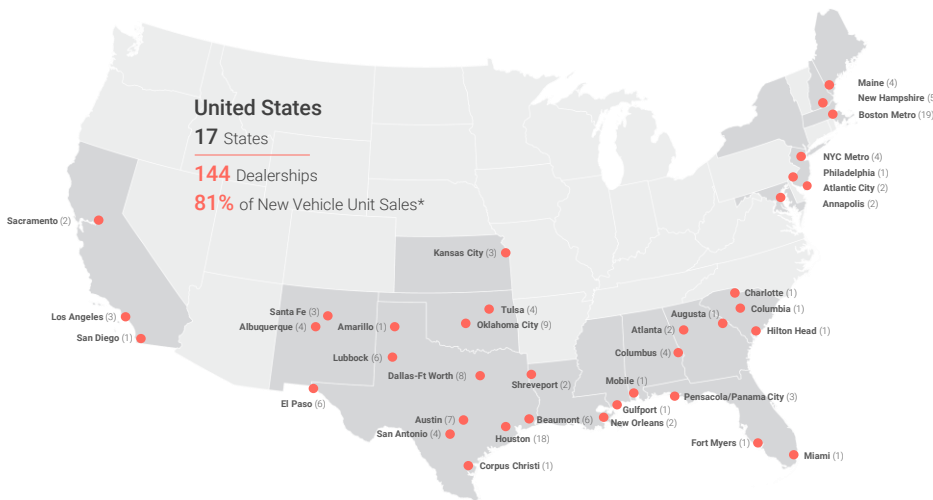 United States
17 States
144 Dealerships
81% of New Vehicle Unit Sales*
Maine (4)
New Hampshire (5
Boston Metro (19)
NYC Metro (4)
Philadelphia (1)
Atlantic City (2)
Annapolis (2)
Sacramento (2)
Kansas City (3)
Los Angeles (3)
San Diego (1)
Santa Fe (3)
Albuquerque (4)
Amarillo (1)
Tulsa (4)
Oklahoma City (9)
Lubbock (6)
Dallas-Ft Worth (8)
Shreveport (2)
El Paso (6)
Austin (7)
San Antonio (4)
Houston (18)
Beaumont (6)
Corpus Christi (1)
Charlotte (1)
Columbia (1)
Augusta (1)
Atlanta (2)
Hilton Head (1)
Columbus (4)
Mobile (1)
Pensacola/Panama City (3)
Gulfport (1)
New Orleans (2)
Fort Myers (1)
Miami (1)